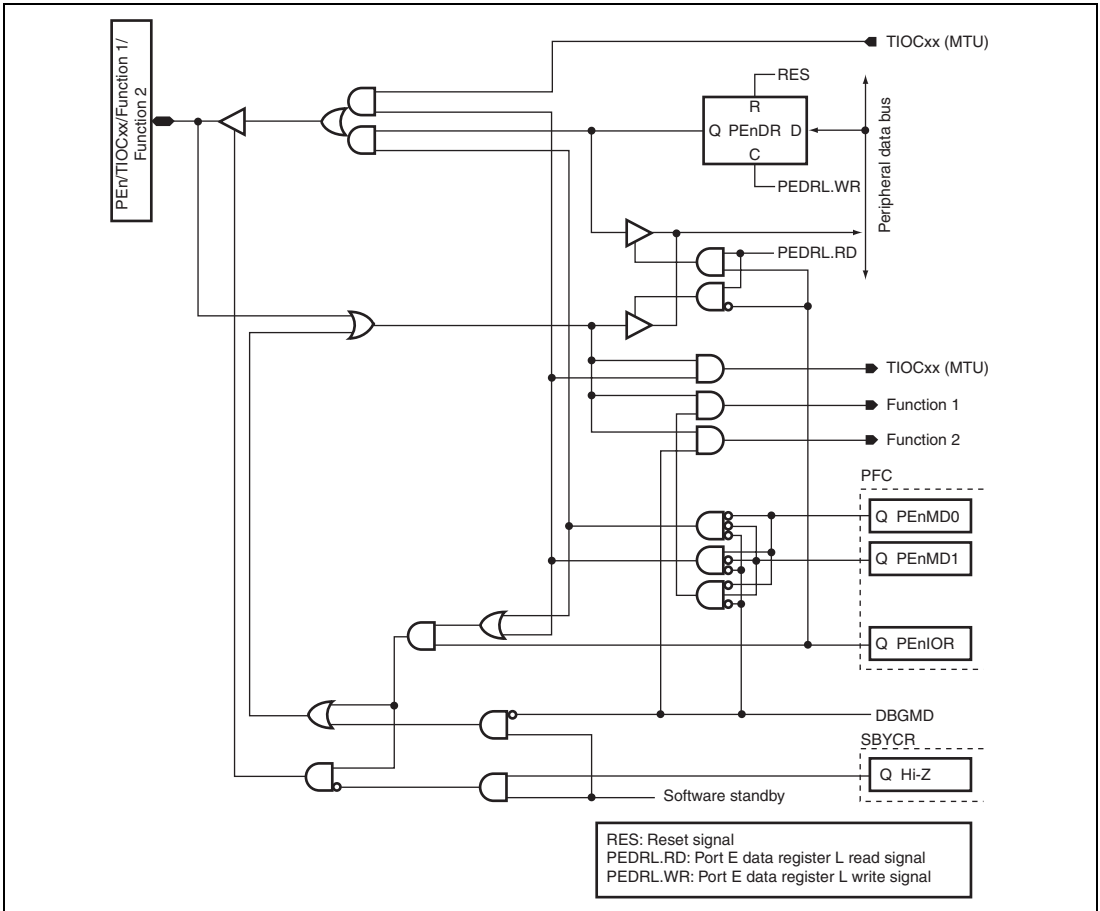 PEn/TIOCxx/Function 1/
Function 2
TIOCxx (MTU)
RES
R
Q PEnDR D
C
PEDRL.WR
Peripheral data bus
PEDRL.RD
TIOCxx (MTU)
Function 1
Function 2
PFC
Q PEnMD0
Q PEnMD1
Q PEnIOR
DBGMD
SBYCR
Q Hi-Z
Software standby
RES: Reset signal
PEDRL.RD: Port E data register L read signal
PEDRL.WR: Port E data register L write signal